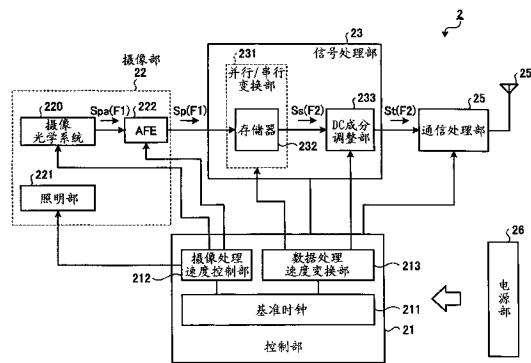 2
摄像部
22
23
信号处理部
231
并行/串行
变换部
220
摄像
光学系统
Spa(F1)
222
AFE
Sp(F1)
存储器
232
Ss(F2)
233
DC成分
调整部
St(F2)
25
通信处理部
25
221
照明部
212
摄像处理
速度控制部
数据处理
速度变换部
213
基准时钟
211
控制部
21
26
电源部